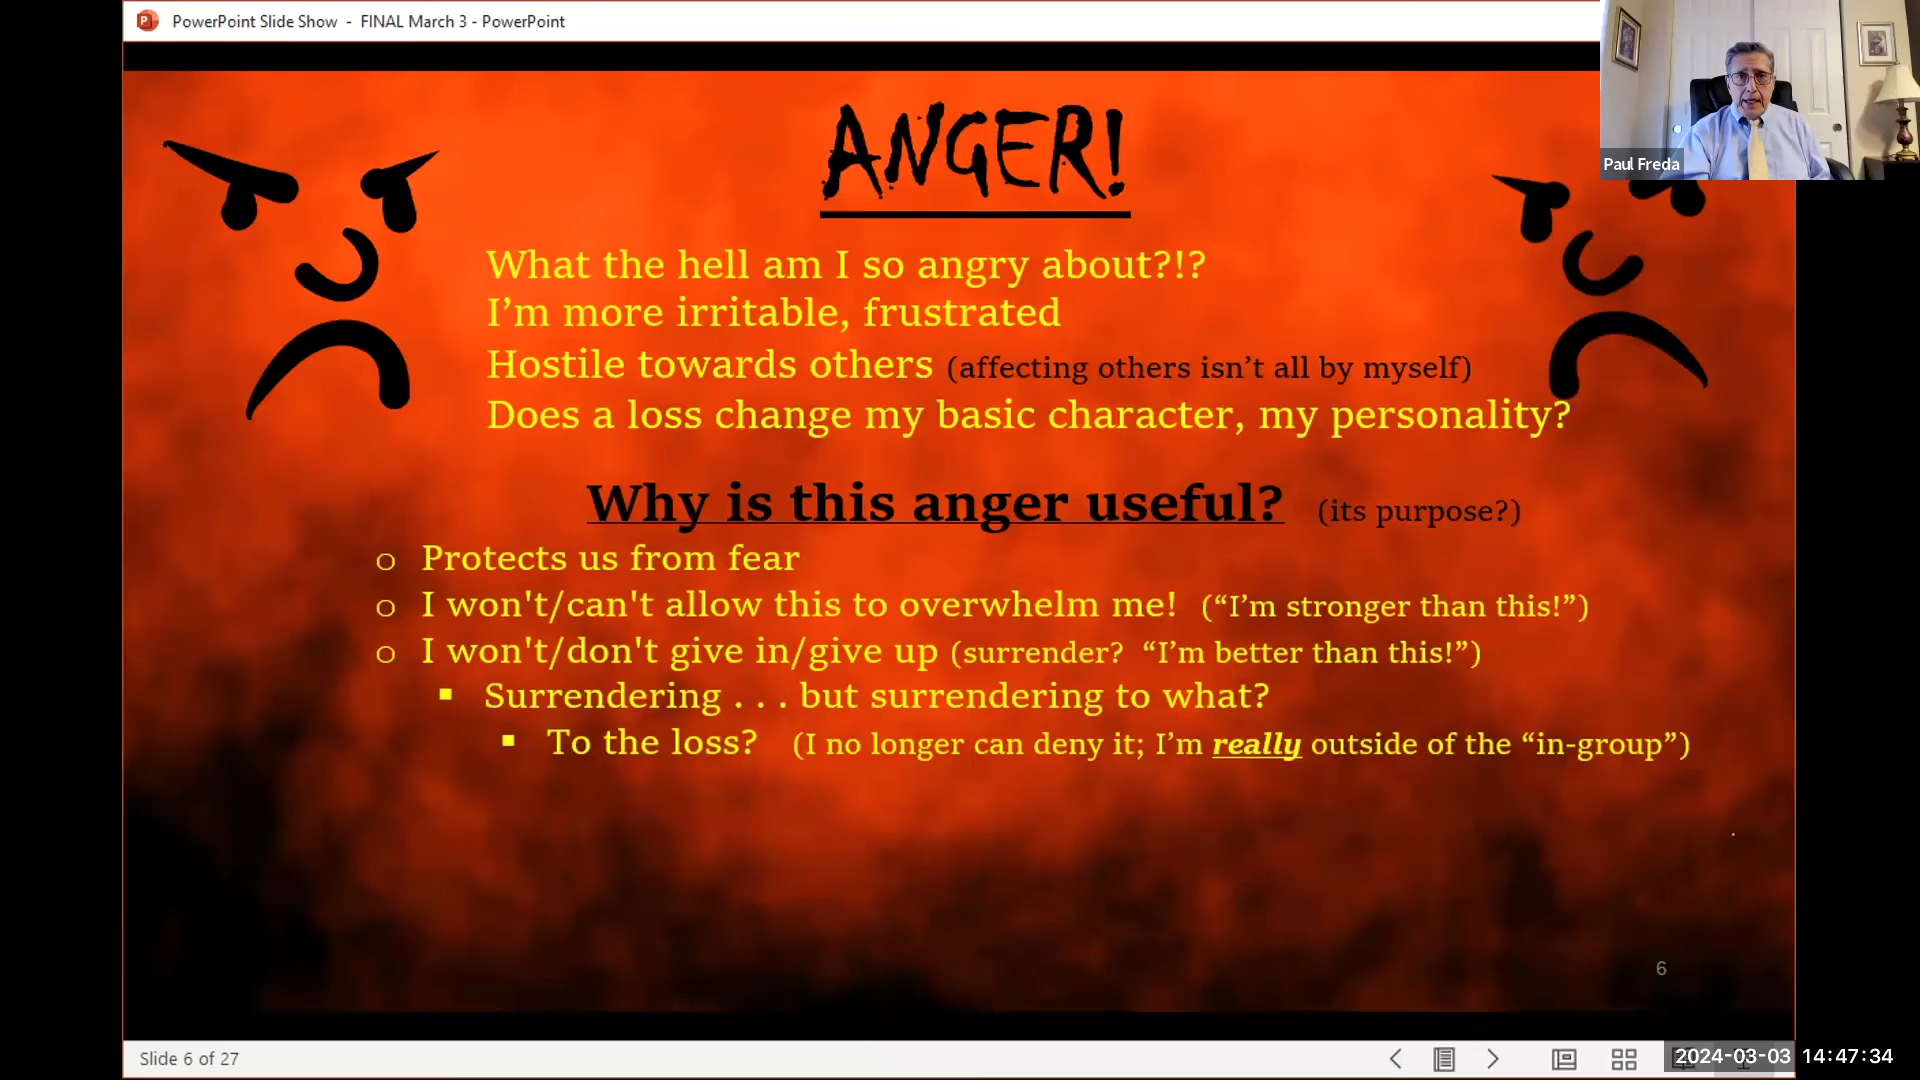 PowerPoint Slide Show - FINAL March 3 - PowerPoint
Paul Freda
ANGER!
What the hell am I so angry about?!?
I’m more irritable, frustrated
Hostile towards others (affecting others isn’t all by myself)
Does a loss change my basic character, my personality?
Why is this anger useful? (its purpose?)
o Protects us from fear
o I won't/can't allow this to overwhelm me! (“I’m stronger than this!”)
o I won't/don't give in/give up (surrender? “I’m better than this!”)
▪ Surrendering . . . but surrendering to what?
▪ To the loss? (I no longer can deny it; I’m really outside of the “in-group”)
6
Slide 6 of 27
2024-03-03 14:47:34